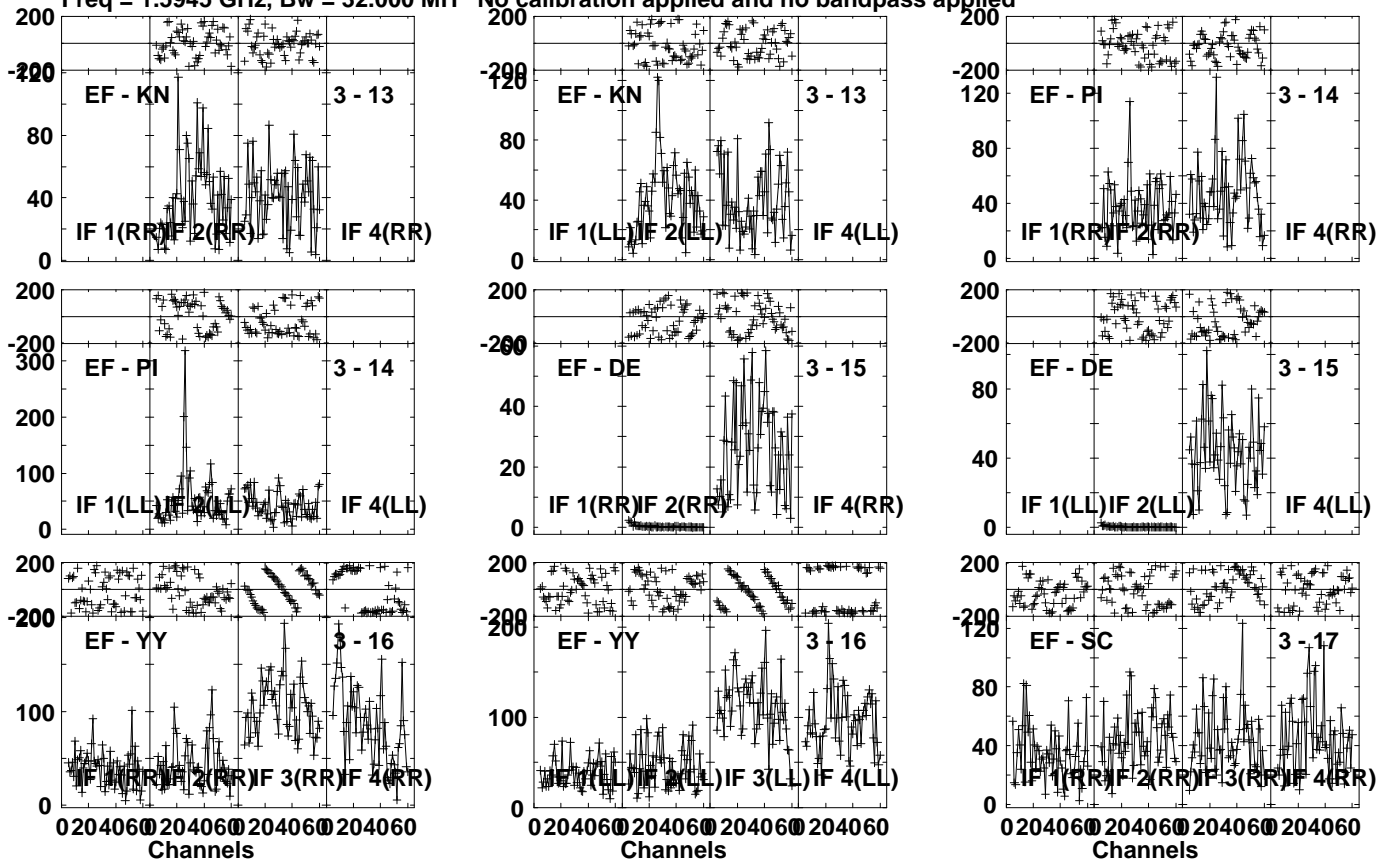 Freq = 1.5945 GHz, Bw = 32.000 MH No calibration applied and no bandpass applied
200
-200
120
80
40
0
EF - KN
3 - 13
IF 1(RR)
IF 2(RR)
IF 4(RR)
200
-200
120
80
40
0
EF - KN
3 - 13
IF 1(LL)
IF 2(LL)
IF 4(LL)
200
-200
120
80
40
0
EF - PI
3 - 14
IF 1(RR)
IF 2(RR)
IF 4(RR)
200
-200
300
200
100
0
EF - PI
3 - 14
IF 1(LL)
IF 2(LL)
IF 4(LL)
200
-200
60
40
20
0
EF - DE
3 - 15
IF 1(RR)
IF 2(RR)
IF 4(RR)
200
-200
80
40
0
EF - DE
3 - 15
IF 1(LL)
IF 2(LL)
IF 4(LL)
200
-200
200
100
0
EF - YY
3 - 16
IF 1(RR)
IF 2(RR)
IF 3(RR)
IF 4(RR)
0 20 40 60 0 20 40 60 0 20 40 60 0 20 40 60
Channels
200
-200
200
100
0
EF - YY
3 - 16
IF 1(LL)
IF 2(LL)
IF 3(LL)
IF 4(LL)
0 20 40 60 0 20 40 60 0 20 40 60 0 20 40 60
Channels
200
-200
120
80
40
0
EF - SC
3 - 17
IF 1(RR)
IF 2(RR)
IF 3(RR)
IF 4(RR)
0 20 40 60 0 20 40 60 0 20 40 60 0 20 40 60
Channels